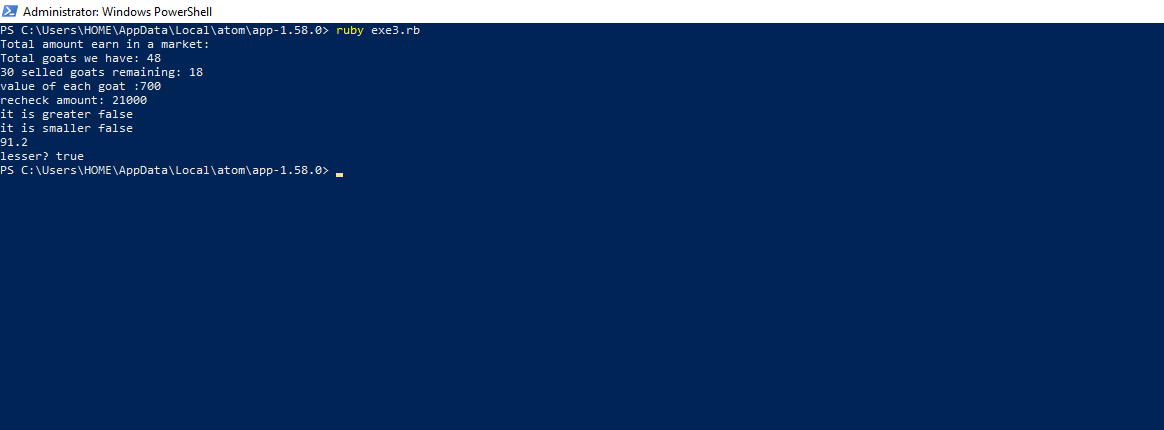 Administrator: Windows PowerShell
PS C:\Users\HOME\AppData\Local\atom\app-1.58.0> ruby exe3.rb
Total amount earn in a market:
Total goats we have: 48
30 selled goats remaining: 18
value of each goat :700
recheck amount: 21000
it is greater false
it is smaller false
91.2
lesser? true
PS C:\Users\HOME\AppData\Local\atom\app-1.58.0>